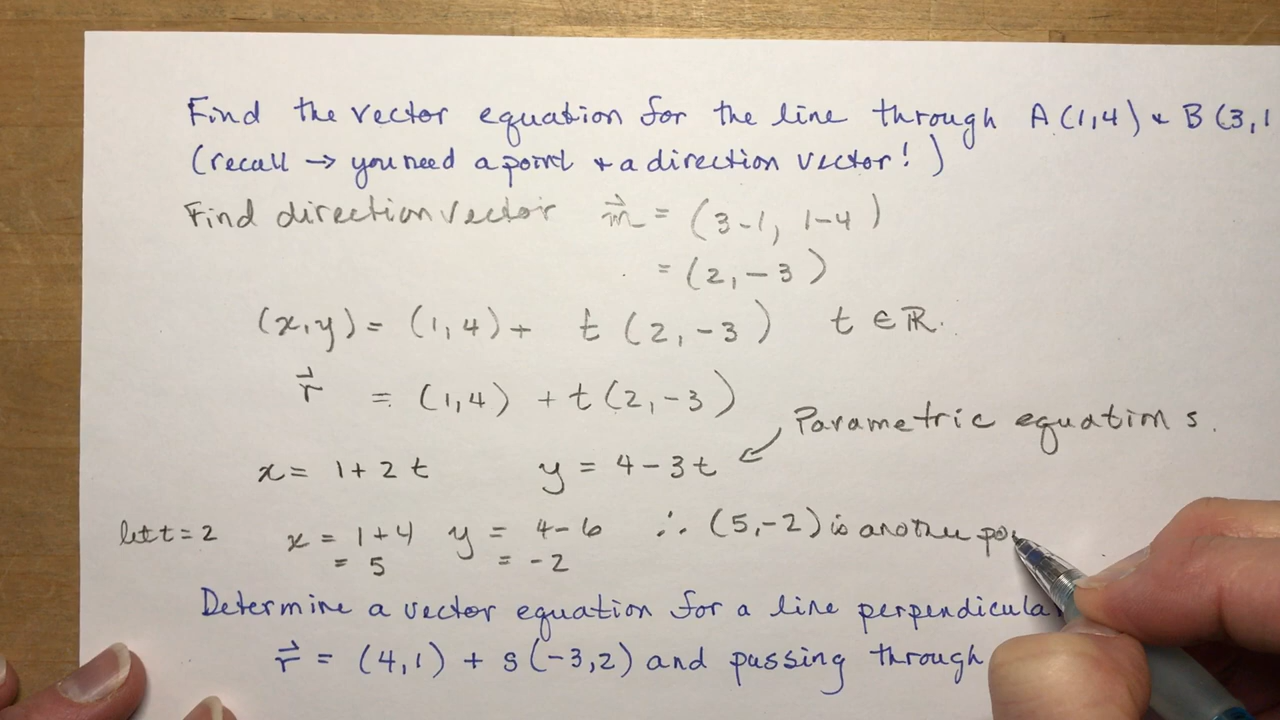 Find the vector equation for the line through A(1,4) & B(3,1
(recall → you need a point & a direction vector!)
Find direction vector m⃗ = (3-1, 1-4)
= (2,-3)
(x,y) = (1,4) + t (2,-3) t ∈ ℝ.
r⃗ = (1,4) + t(2,-3)
Parametric equations.
x = 1+2t y = 4-3t
let t=2 x = 1+4 y = 4-6 ∴ (5,-2) is another po
= 5 = -2
Determine a vector equation for a line perpendicula
r⃗ = (4,1) + s(-3,2) and passing through